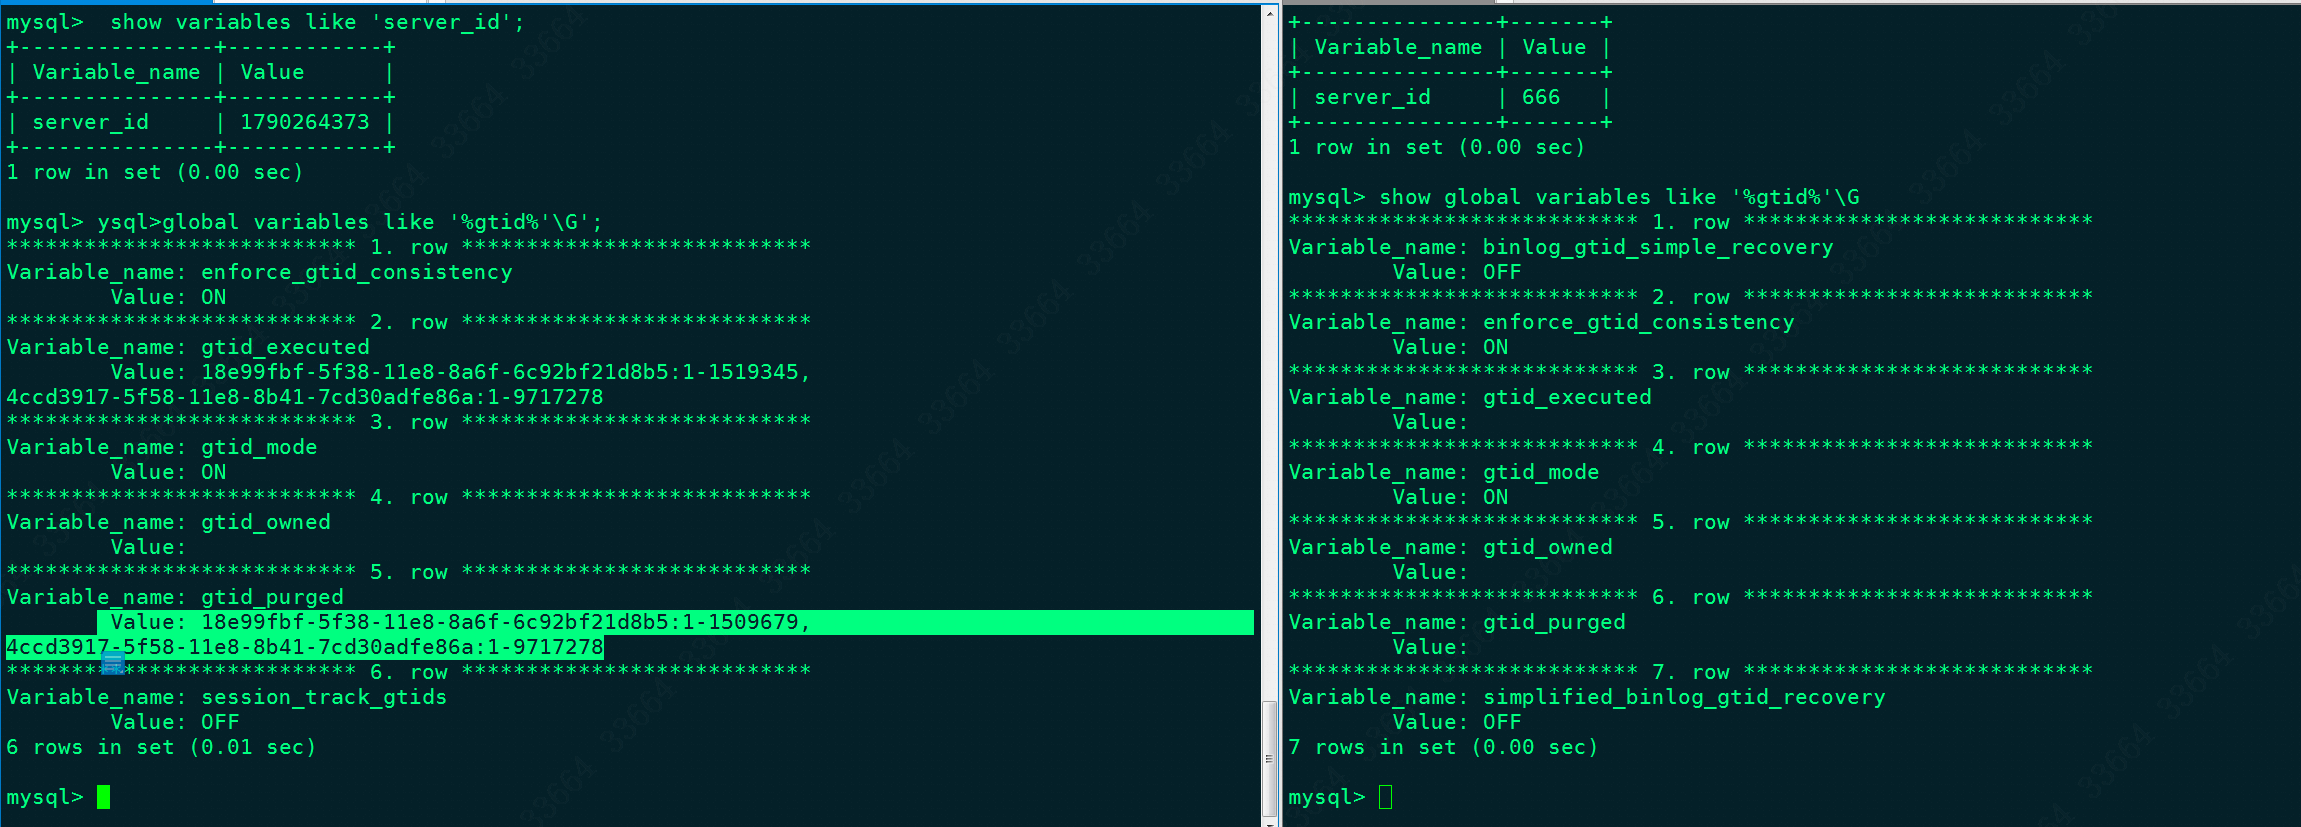 mysql>  show variables like 'server_id';
+---------------+------------+
| Variable_name | Value      |
+---------------+------------+
| server_id     | 1790264373 |
+---------------+------------+
1 row in set (0.00 sec)

mysql> ysql>global variables like '%gtid%'\G';
*************************** 1. row ***************************
Variable_name: enforce_gtid_consistency
        Value: ON
*************************** 2. row ***************************
Variable_name: gtid_executed
        Value: 18e99fbf-5f38-11e8-8a6f-6c92bf21d8b5:1-1519345,
4ccd3917-5f58-11e8-8b41-7cd30adfe86a:1-9717278
*************************** 3. row ***************************
Variable_name: gtid_mode
        Value: ON
*************************** 4. row ***************************
Variable_name: gtid_owned
        Value:
*************************** 5. row ***************************
Variable_name: gtid_purged
        Value: 18e99fbf-5f38-11e8-8a6f-6c92bf21d8b5:1-1509679,
4ccd3917-5f58-11e8-8b41-7cd30adfe86a:1-9717278
*************************** 6. row ***************************
Variable_name: session_track_gtids
        Value: OFF
6 rows in set (0.01 sec)

mysql>
+---------------+-------+
| Variable_name | Value |
+---------------+-------+
| server_id     | 666   |
+---------------+-------+
1 row in set (0.00 sec)

mysql> show global variables like '%gtid%'\G
*************************** 1. row ***************************
Variable_name: binlog_gtid_simple_recovery
        Value: OFF
*************************** 2. row ***************************
Variable_name: enforce_gtid_consistency
        Value: ON
*************************** 3. row ***************************
Variable_name: gtid_executed
        Value:
*************************** 4. row ***************************
Variable_name: gtid_mode
        Value: ON
*************************** 5. row ***************************
Variable_name: gtid_owned
        Value:
*************************** 6. row ***************************
Variable_name: gtid_purged
        Value:
*************************** 7. row ***************************
Variable_name: simplified_binlog_gtid_recovery
        Value: OFF
7 rows in set (0.00 sec)

mysql>
33664 33664 33664